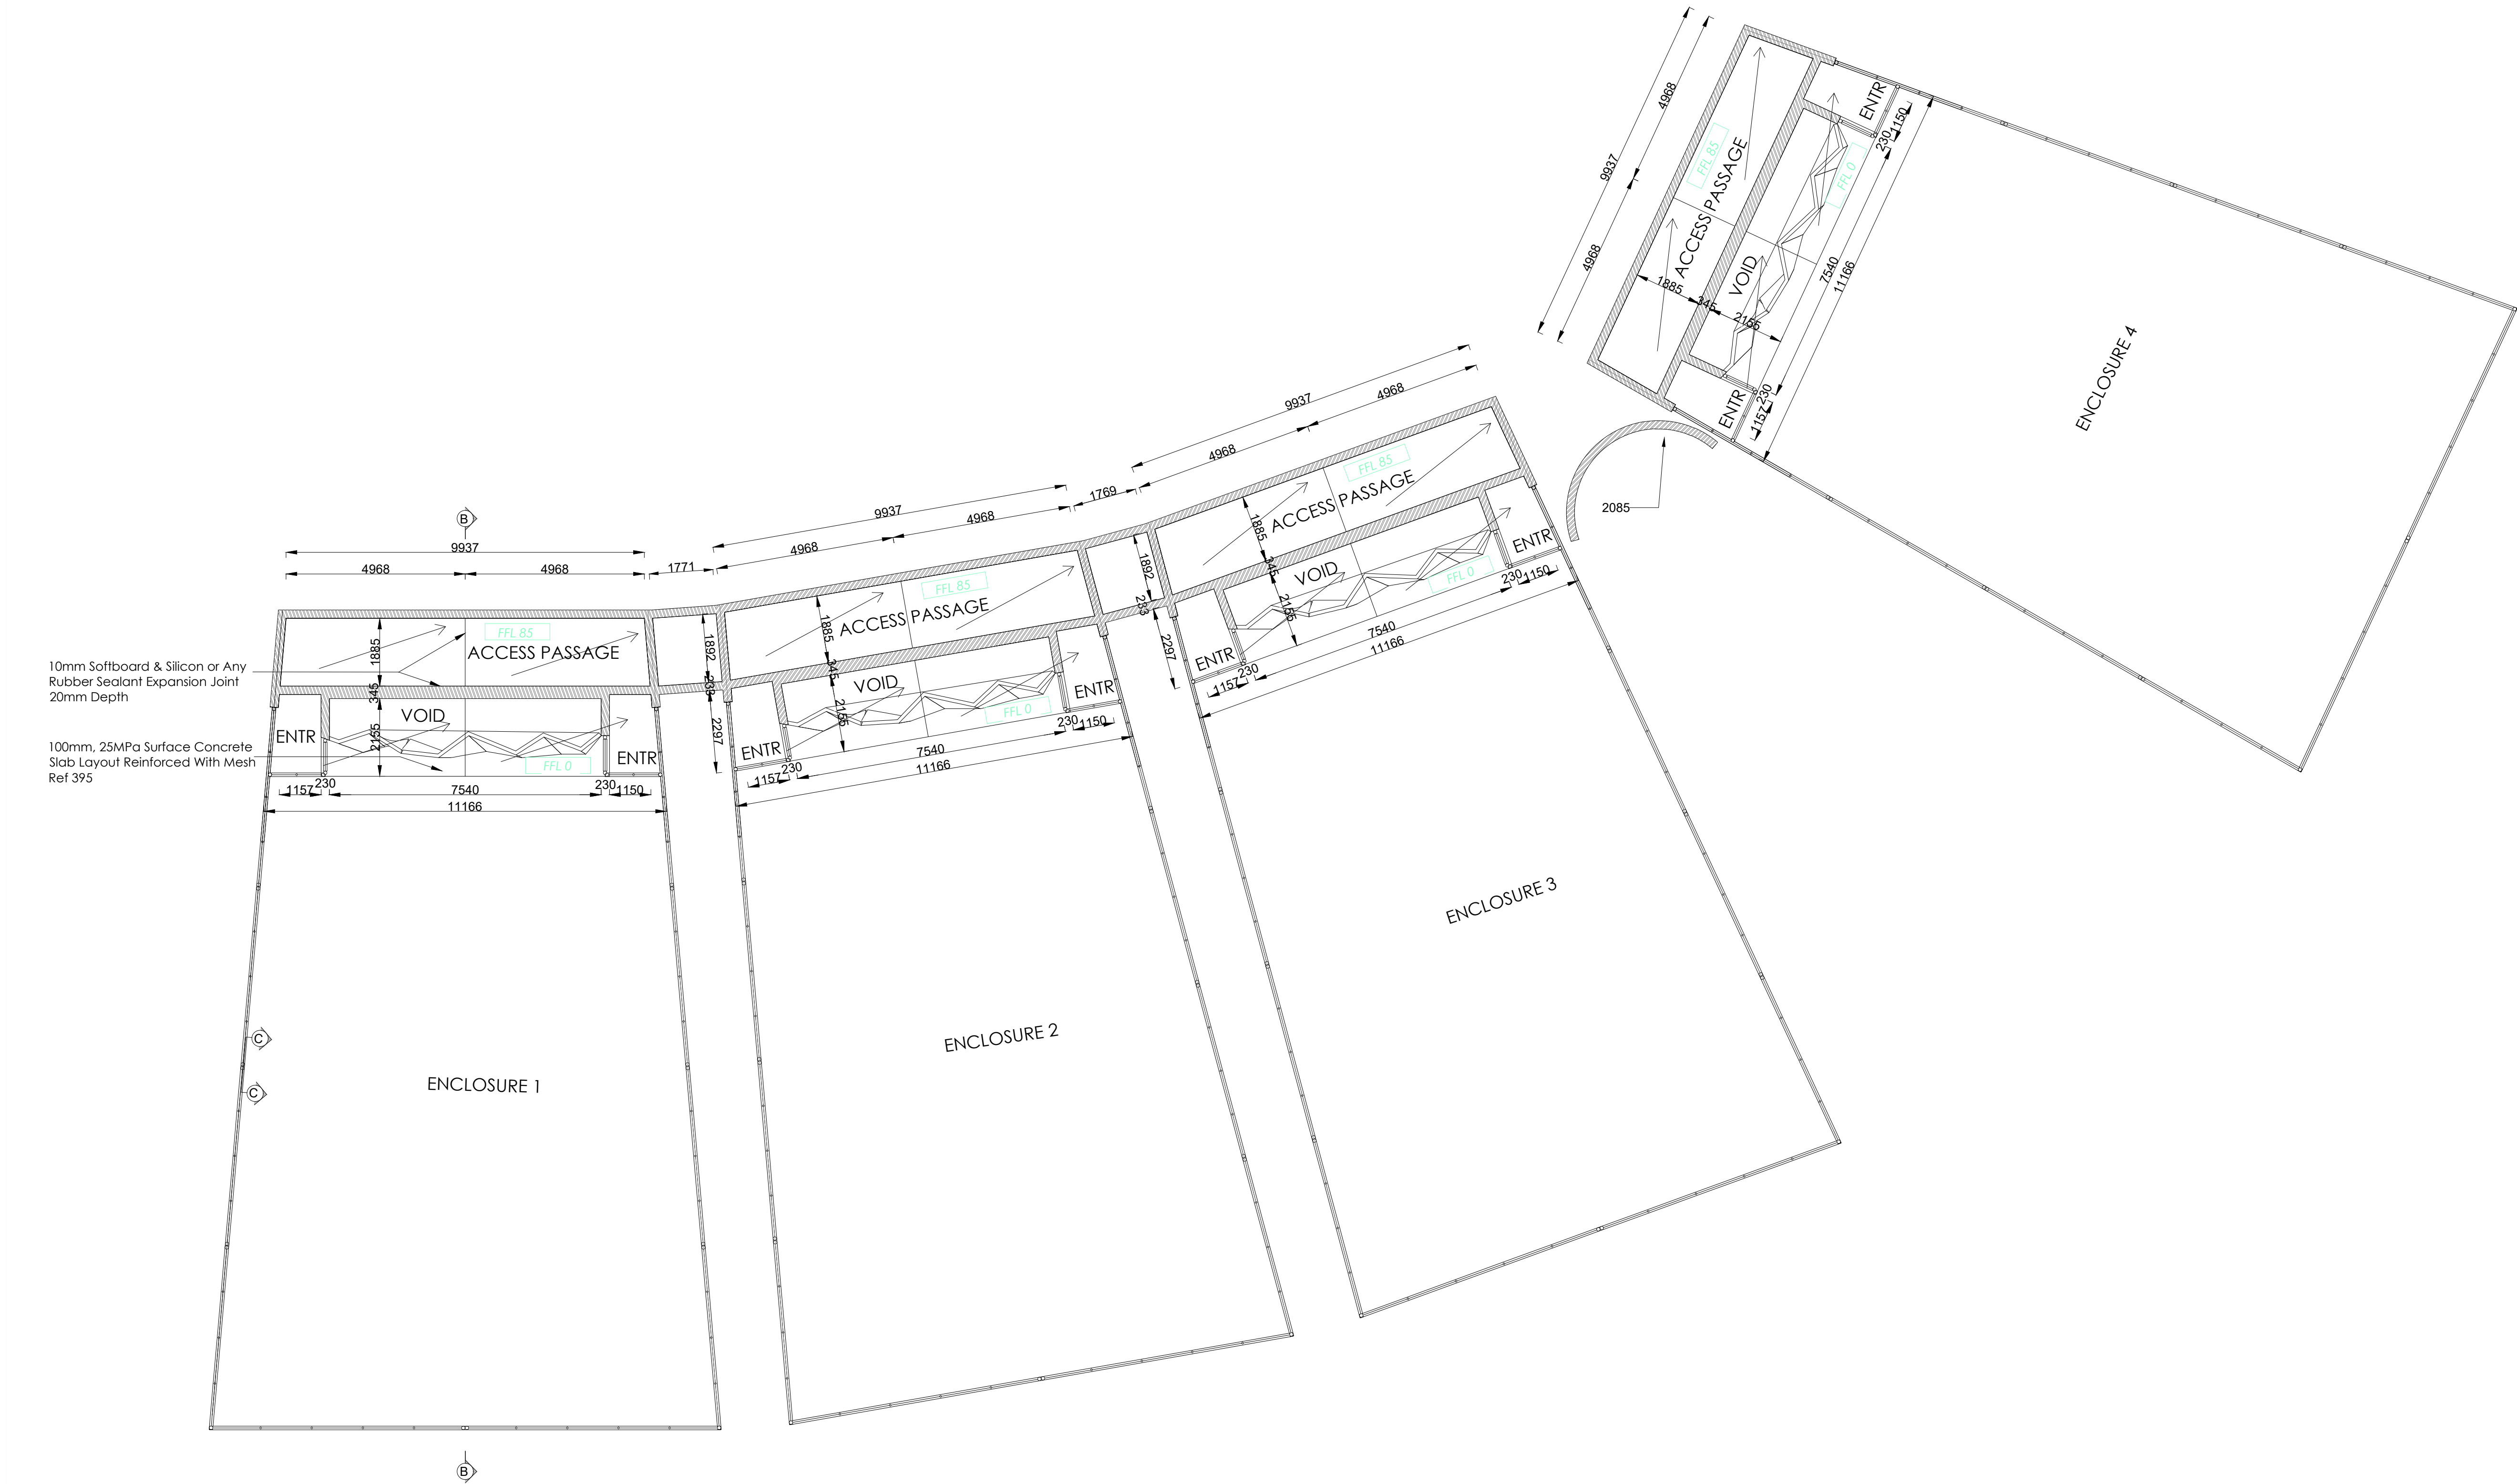 10mm Softboard & Silicon or Any
Rubber Sealant Expansion Joint
20mm Depth
100mm, 25MPa Surface Concrete
Slab Layout Reinforced With Mesh
Ref 395
B
9937
4968
4968
1771
FFL 85
ACCESS PASSAGE
1885
345
2155
VOID
ENTR
ENTR
FFL 0
1157
230
7540
230
1150
11166
1892
233
2297
C
C
ENCLOSURE 1
B
9937
4968
4968
1769
FFL 85
ACCESS PASSAGE
1885
345
2155
VOID
ENTR
ENTR
FFL 0
1157
230
7540
230
1150
11166
1892
233
2297
ENCLOSURE 2
9937
4968
4968
FFL 85
ACCESS PASSAGE
1885
345
2155
VOID
ENTR
ENTR
FFL 0
1157
230
7540
230
1150
11166
ENCLOSURE 3
2085
9937
4968
4968
FFL 85
ACCESS PASSAGE
1885
345
2155
VOID
ENTR
ENTR
FFL 0
1150
230
7540
11166
230
1157
ENCLOSURE 4